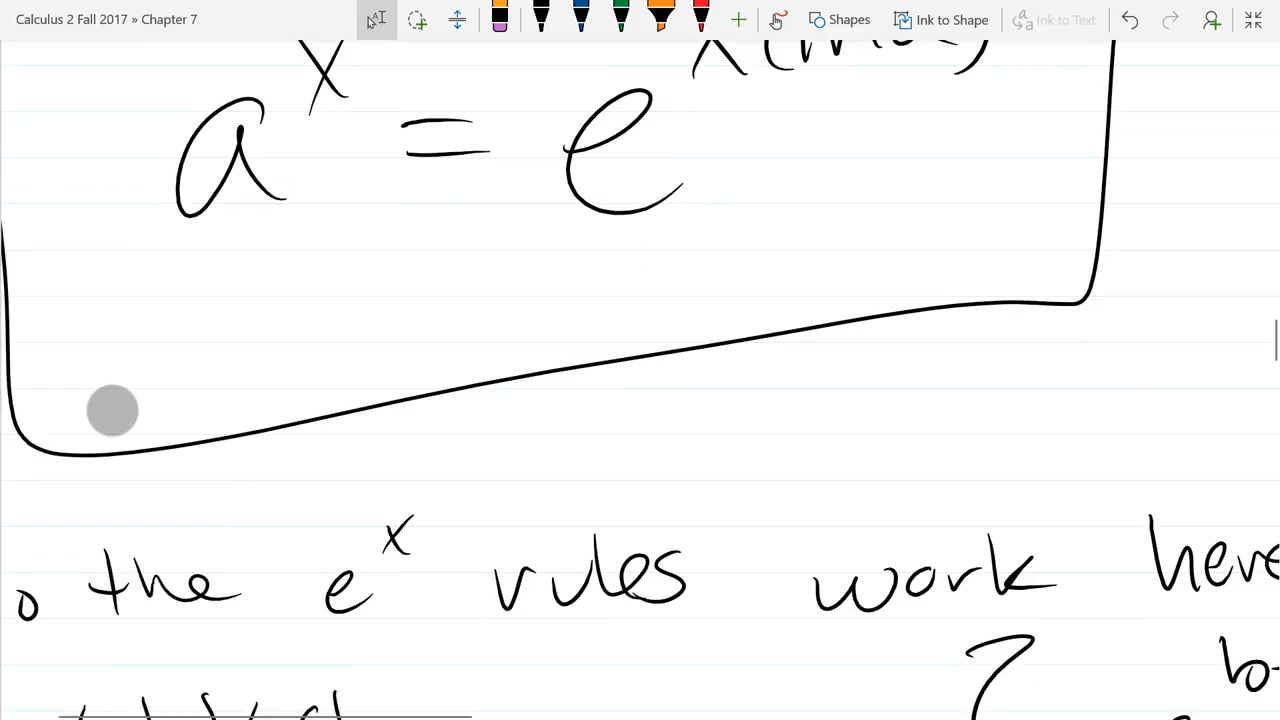 Calculus 2 Fall 2017 » Chapter 7
Shapes
Ink to Shape
Ink to Text
a^x = e^x
o the e^x rules work here